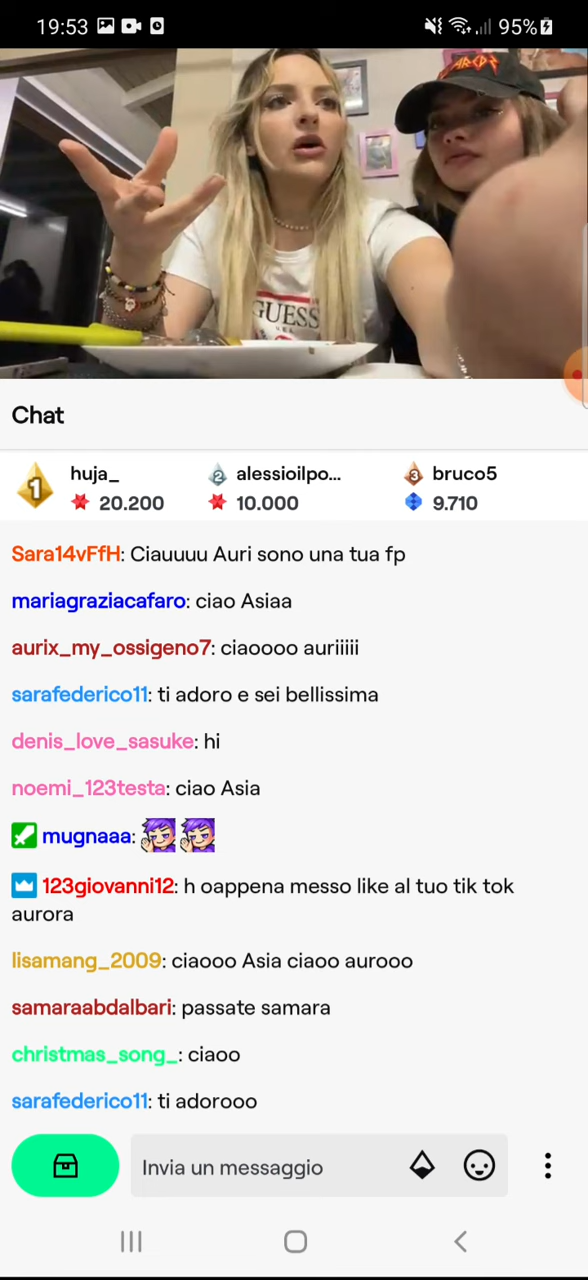 19:53 95%
GUESS
Chat
1 huja_ 2 alessioilpo... 3 bruco5
20.200 10.000 9.710
Sara14vFfH: Ciauuuu Auri sono una tua fp
mariagraziacafaro: ciao Asiaa
aurix_my_ossigeno7: ciaoooo auriiiii
sarafederico11: ti adoro e sei bellissima
denis_love_sasuke: hi
noemi_123testa: ciao Asia
mugnaaa:
123giovanni12: h oappena messo like al tuo tik tok
aurora
lisamang_2009: ciaooo Asia ciaoo aurooo
samaraabdalbari: passate samara
christmas_song_: ciaoo
sarafederico11: ti adorooo
Invia un messaggio